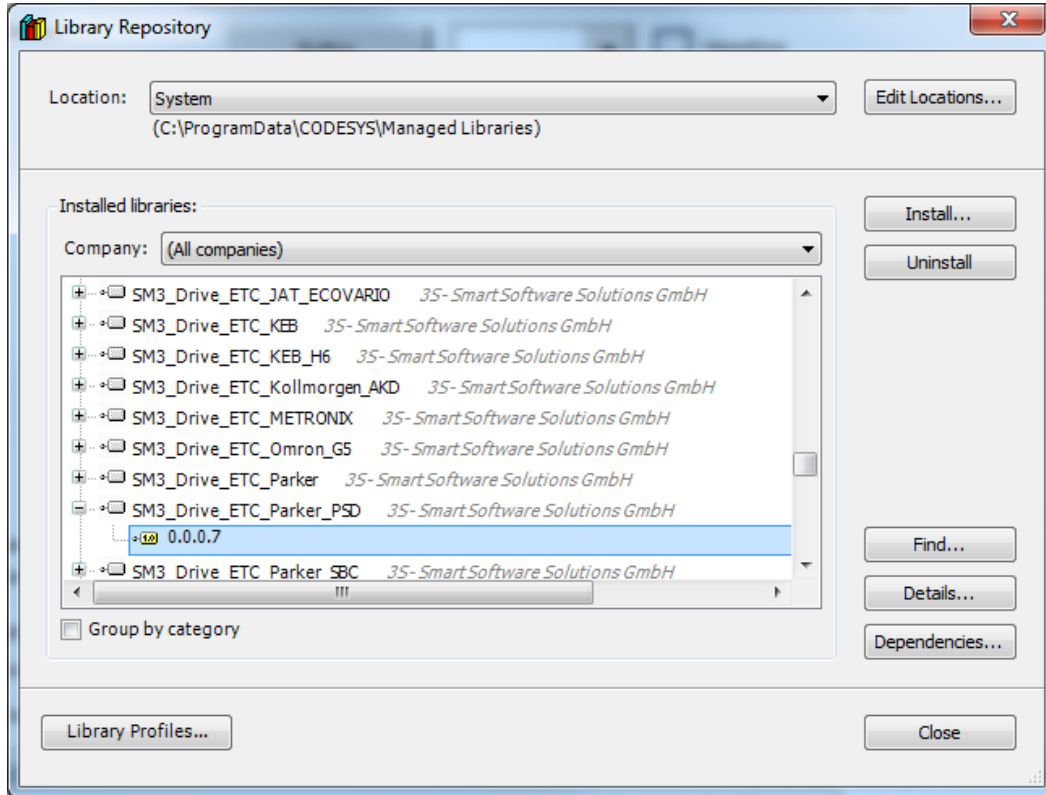 Library Repository
Location: System Edit Locations...
(C:\ProgramData\CODESYS\Managed Libraries)
Installed libraries:
Install...
Company: (All companies)
Uninstall
SM3_Drive_ETC_JAT_ECOVARIO 3S-Smart Software Solutions GmbH
SM3_Drive_ETC_KEB 3S-Smart Software Solutions GmbH
SM3_Drive_ETC_KEB_H6 3S-Smart Software Solutions GmbH
SM3_Drive_ETC_Kollmorgen_AKD 3S-Smart Software Solutions GmbH
SM3_Drive_ETC_METRONIX 3S-Smart Software Solutions GmbH
SM3_Drive_ETC_Omron_G5 3S-Smart Software Solutions GmbH
SM3_Drive_ETC_Parker 3S-Smart Software Solutions GmbH
SM3_Drive_ETC_Parker_PSD 3S-Smart Software Solutions GmbH
1.0 0.0.0.7
Find...
SM3_Drive_ETC_Parker_SBC 3S-Smart Software Solutions GmbH
Details...
Group by category
Dependencies...
Library Profiles... Close